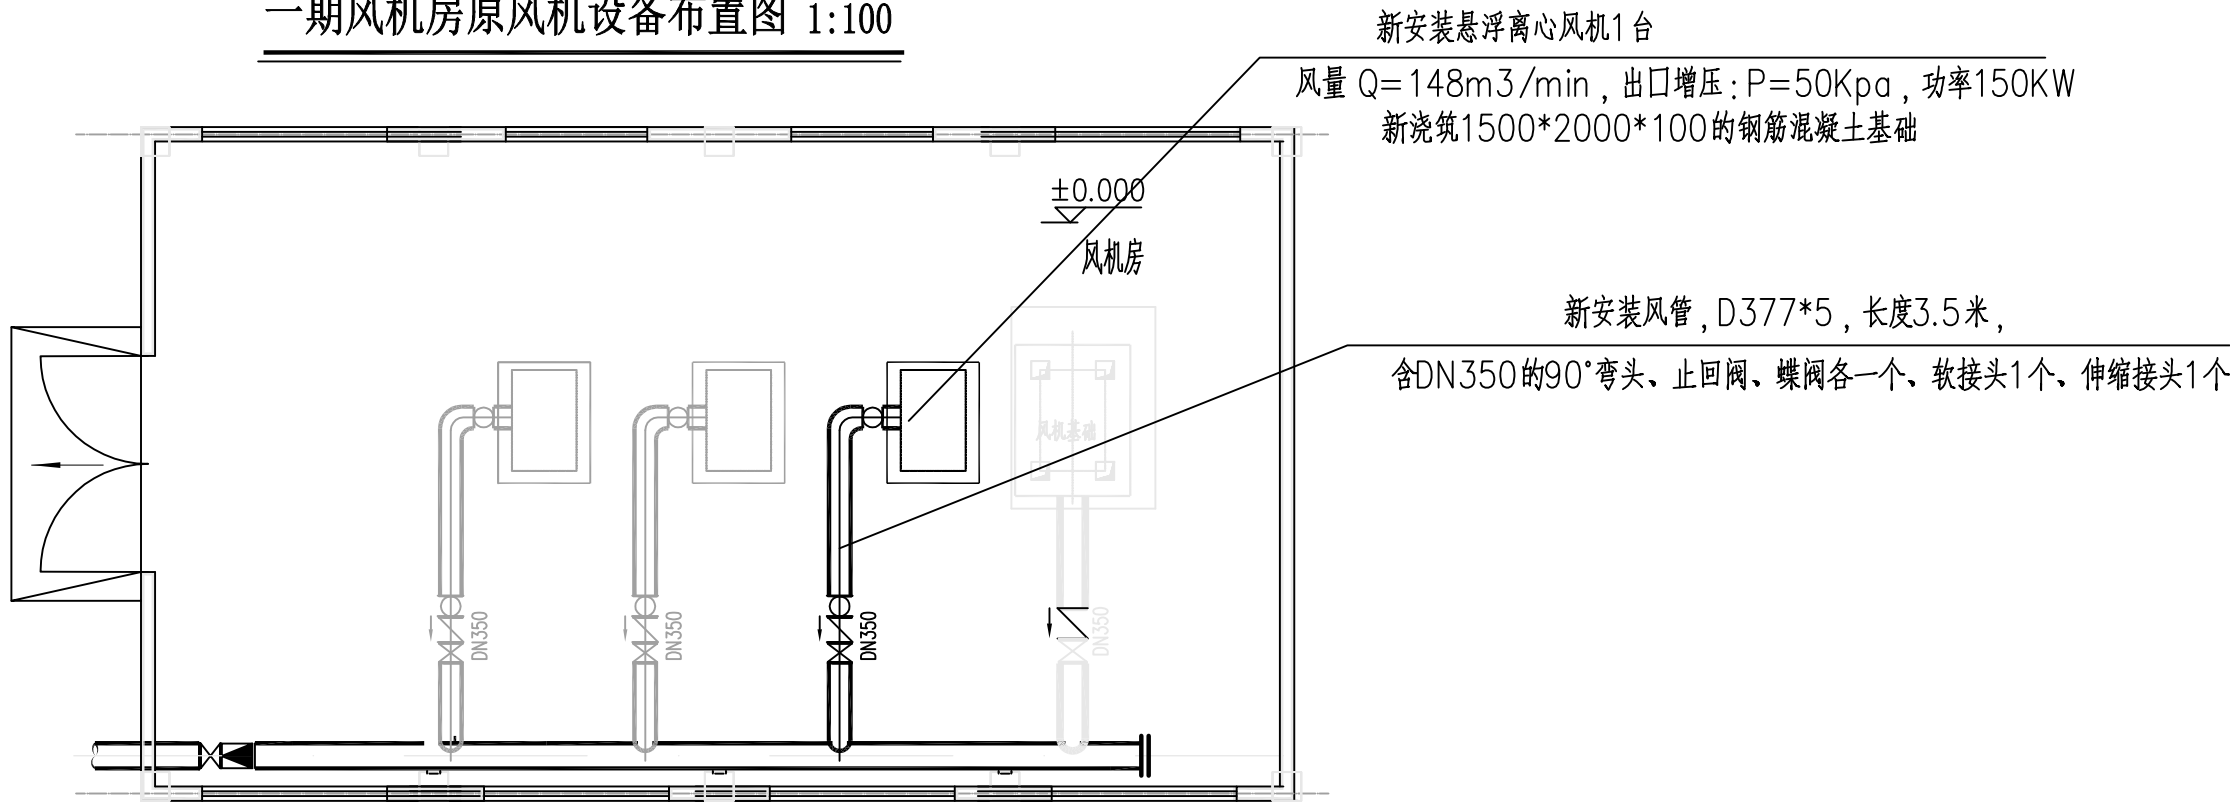 一期风机房原风机设备布置图 1:100
新安装悬浮离心风机1台
风量 Q=148m3/min，出口增压：P=50Kpa，功率150KW
新浇筑1500*2000*100的钢筋混凝土基础
±0.000
风机房
新安装风管，D377*5，长度3.5米，
含DN350的90°弯头、止回阀、蝶阀各一个、软接头1个、伸缩接头1个
风机基础
DN350
DN350
DN350
DN350